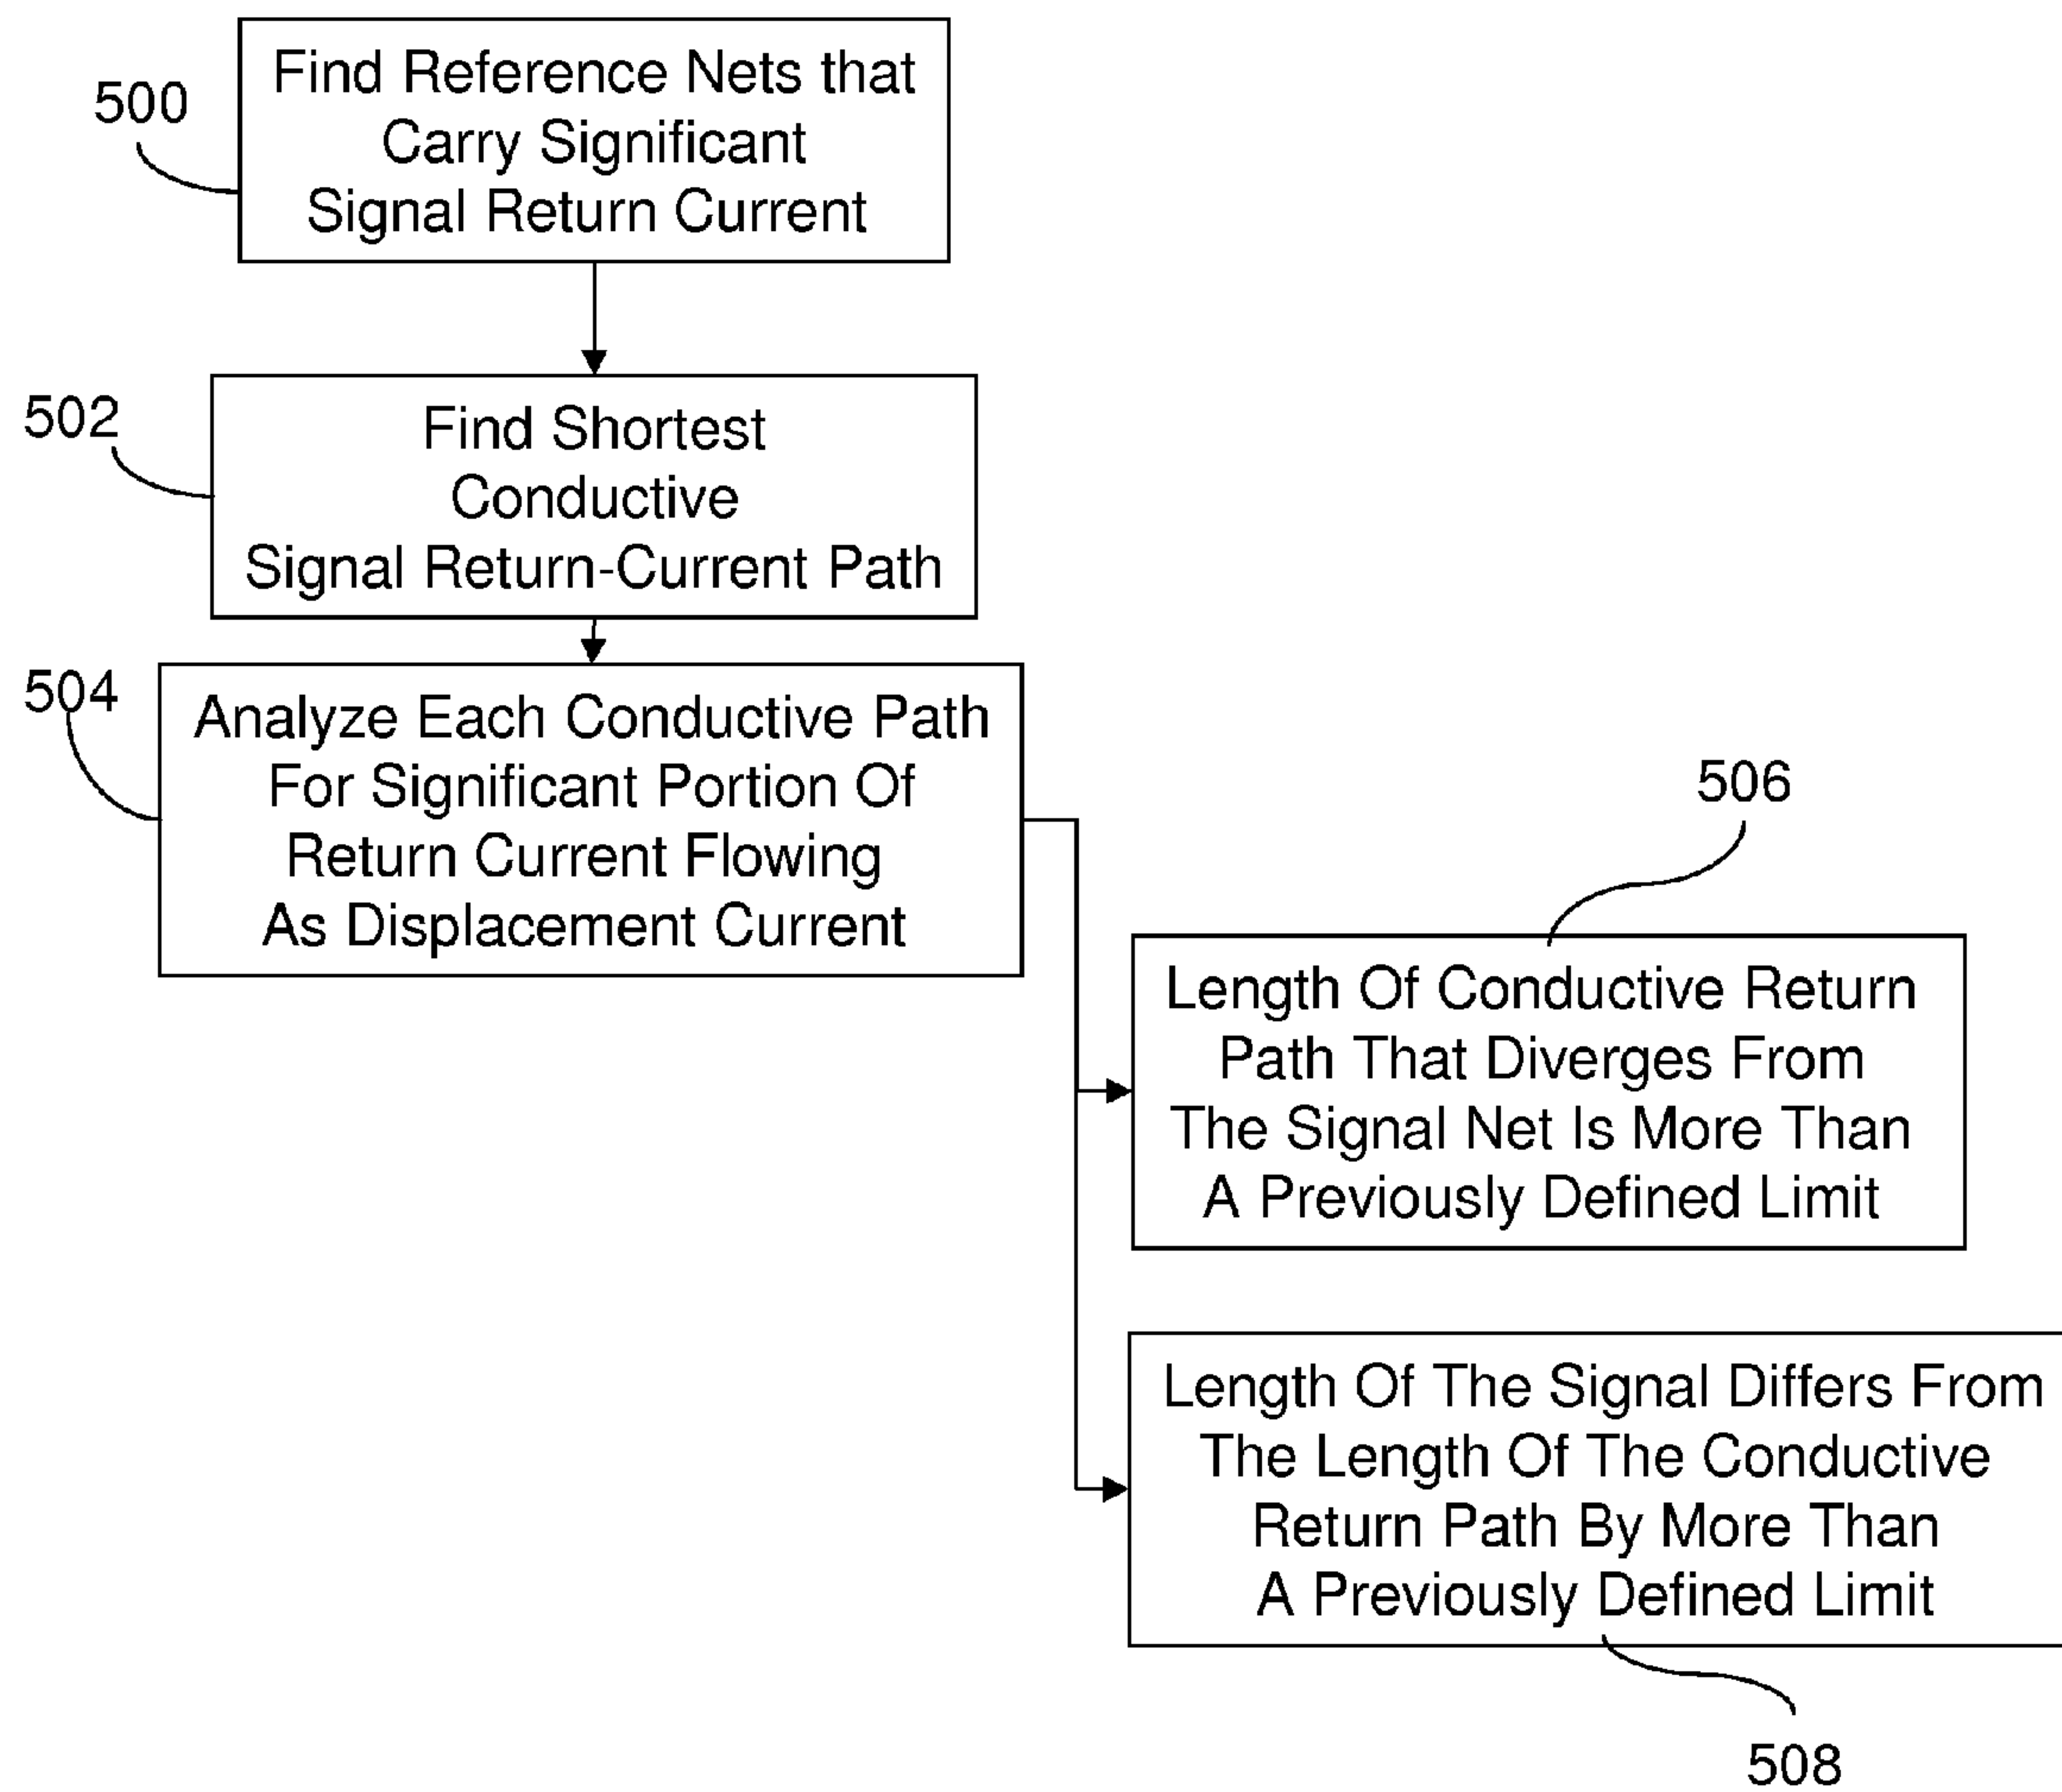 500
Find Reference Nets that
Carry Significant
Signal Return Current
502
Find Shortest
Conductive
Signal Return-Current Path
504
Analyze Each Conductive Path
For Significant Portion Of
Return Current Flowing
As Displacement Current
506
Length Of Conductive Return
Path That Diverges From
The Signal Net Is More Than
A Previously Defined Limit
Length Of The Signal Differs From
The Length Of The Conductive
Return Path By More Than
A Previously Defined Limit
508